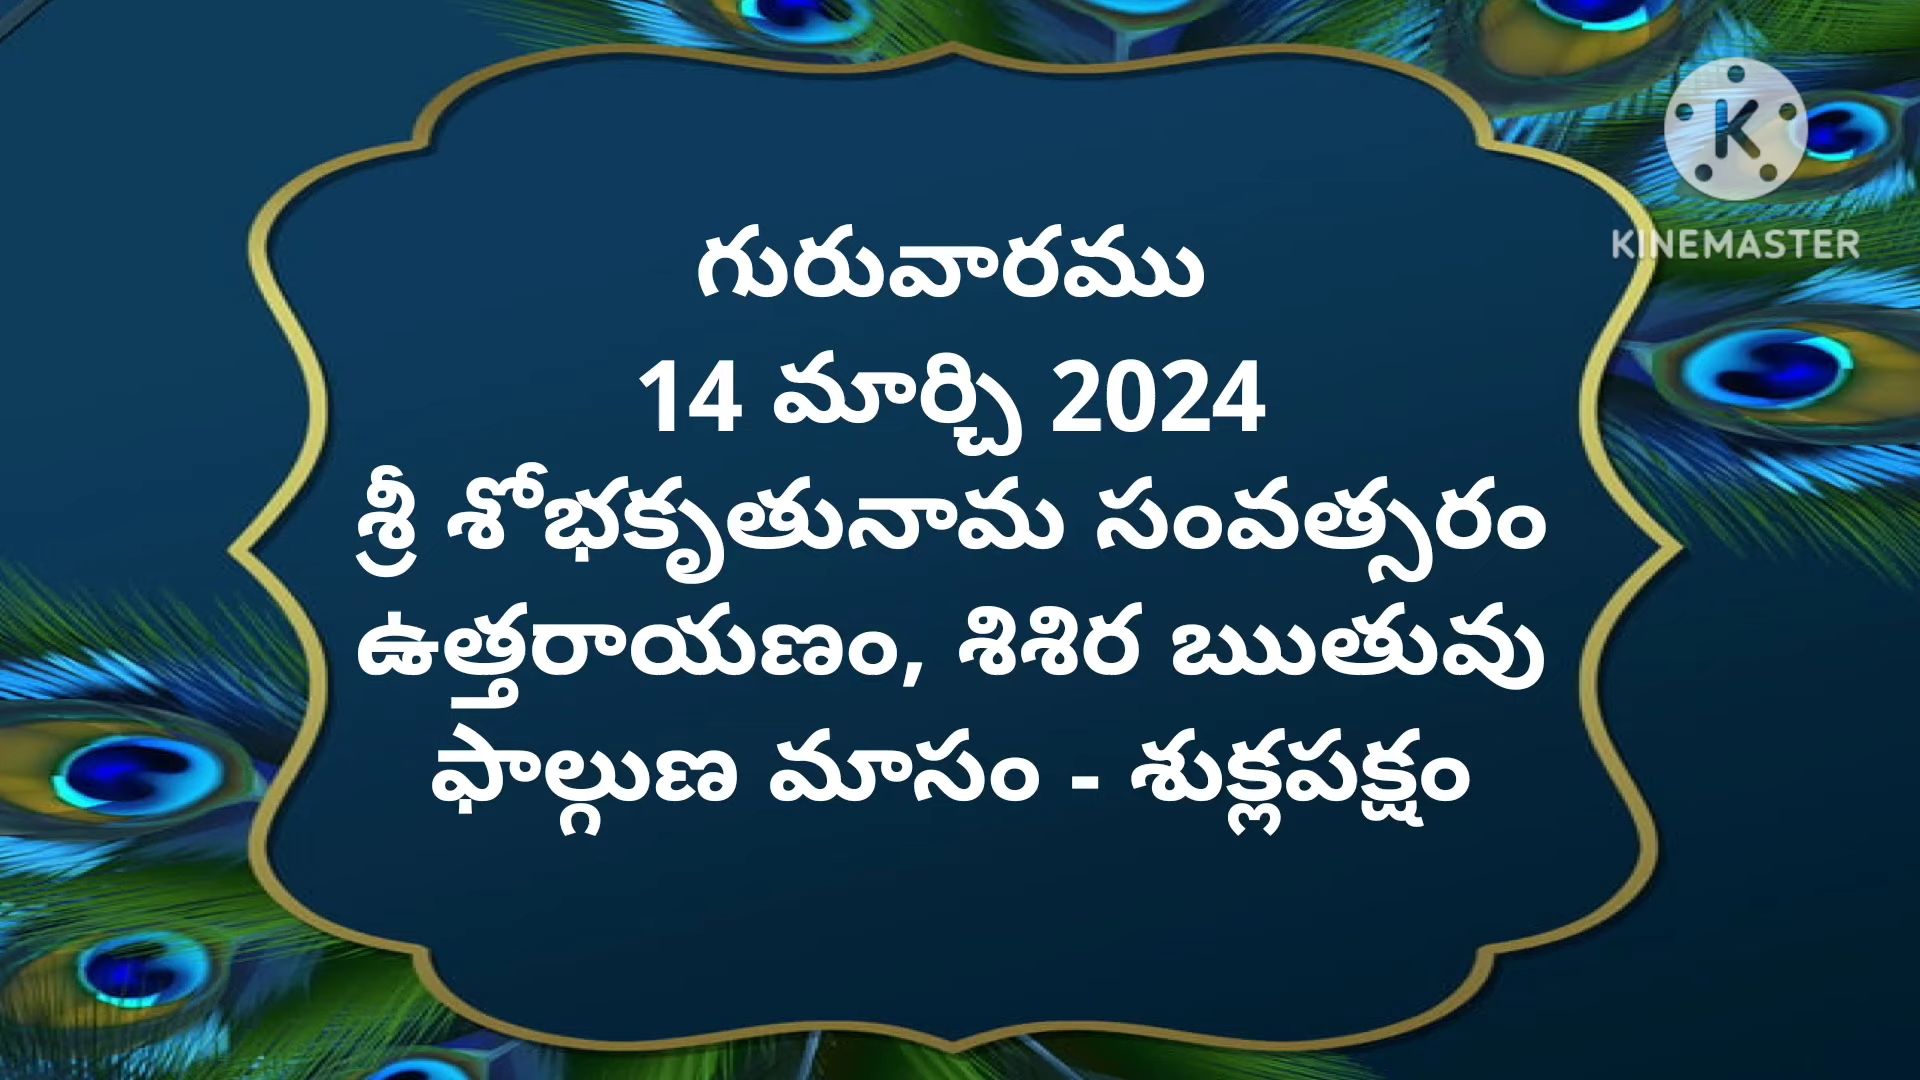 గురువారము
14 మార్చి 2024
శ్రీ శోభకృతునామ సంవత్సరం
ఉత్తరాయణం, శిశిర ఋతువు
ఫాల్గుణ మాసం - శుక్లపక్షం
K
KINEMASTER